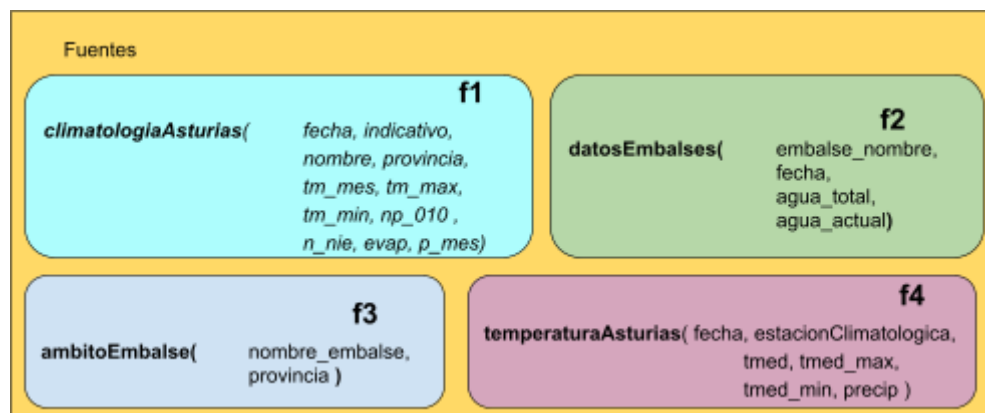 Fuentes
f1
climatologiaAsturias( fecha, indicativo,
nombre, provincia,
tm_mes, tm_max,
tm_min, np_010 ,
n_nie, evap, p_mes)
f2
datosEmbalses( embalse_nombre,
fecha,
agua_total,
agua_actual)
f3
ambitoEmbalse( nombre_embalse,
provincia )
f4
temperaturaAsturias( fecha, estacionClimatologica,
tmed, tmed_max,
tmed_min, precip )